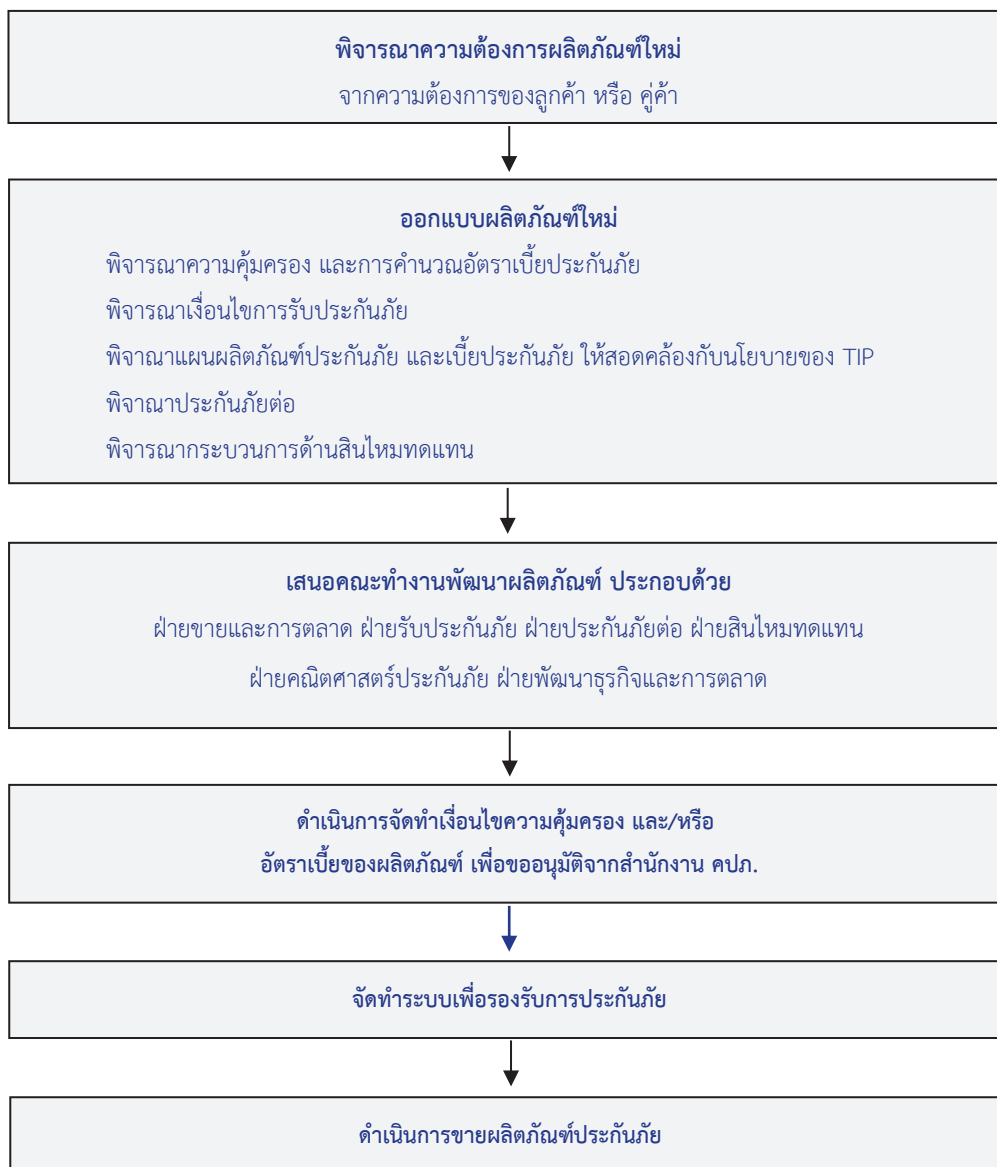 พิจารณาความต้องการผลิตภัณฑ์ใหม่
จากความต้องการของลูกค้า หรือ คู่ค้า
ออกแบบผลิตภัณฑ์ใหม่
พิจารณาความคุ้มครอง และการคำนวณอัตราเบี้ยประกันภัย
พิจารณาเงื่อนไขการรับประกันภัย
พิจาณาแผนผลิตภัณฑ์ประกันภัย และเบี้ยประกันภัย ให้สอดคล้องกับนโยบายของ TIP
พิจาณาประกันภัยต่อ
พิจารณากระบวนการด้านสินไหมทดแทน
เสนอคณะทำงานพัฒนาผลิตภัณฑ์ ประกอบด้วย
ฝ่ายขายและการตลาด ฝ่ายรับประกันภัย ฝ่ายประกันภัยต่อ ฝ่ายสินไหมทดแทน
ฝ่ายคณิตศาสตร์ประกันภัย ฝ่ายพัฒนาธุรกิจและการตลาด
ดำเนินการจัดทำเงื่อนไขความคุ้มครอง และ/หรือ
อัตราเบี้ยของผลิตภัณฑ์ เพื่อขออนุมัติจากสำนักงาน คปภ.
จัดทำระบบเพื่อรองรับการประกันภัย
ดำเนินการขายผลิตภัณฑ์ประกันภัย